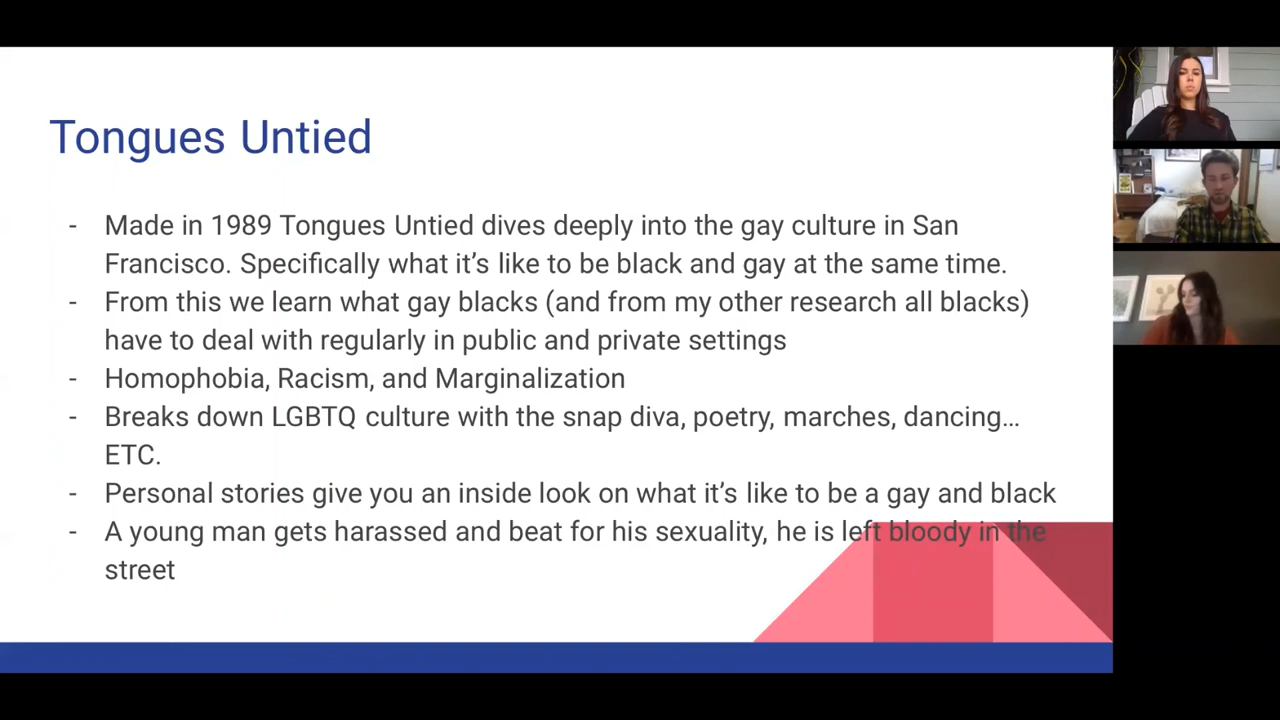 Tongues Untied
- Made in 1989 Tongues Untied dives deeply into the gay culture in San
Francisco. Specifically what it's like to be black and gay at the same time.
- From this we learn what gay blacks (and from my other research all blacks)
have to deal with regularly in public and private settings
- Homophobia, Racism, and Marginalization
- Breaks down LGBTQ culture with the snap diva, poetry, marches, dancing…
ETC.
- Personal stories give you an inside look on what it's like to be a gay and black
- A young man gets harassed and beat for his sexuality, he is left bloody in the
street